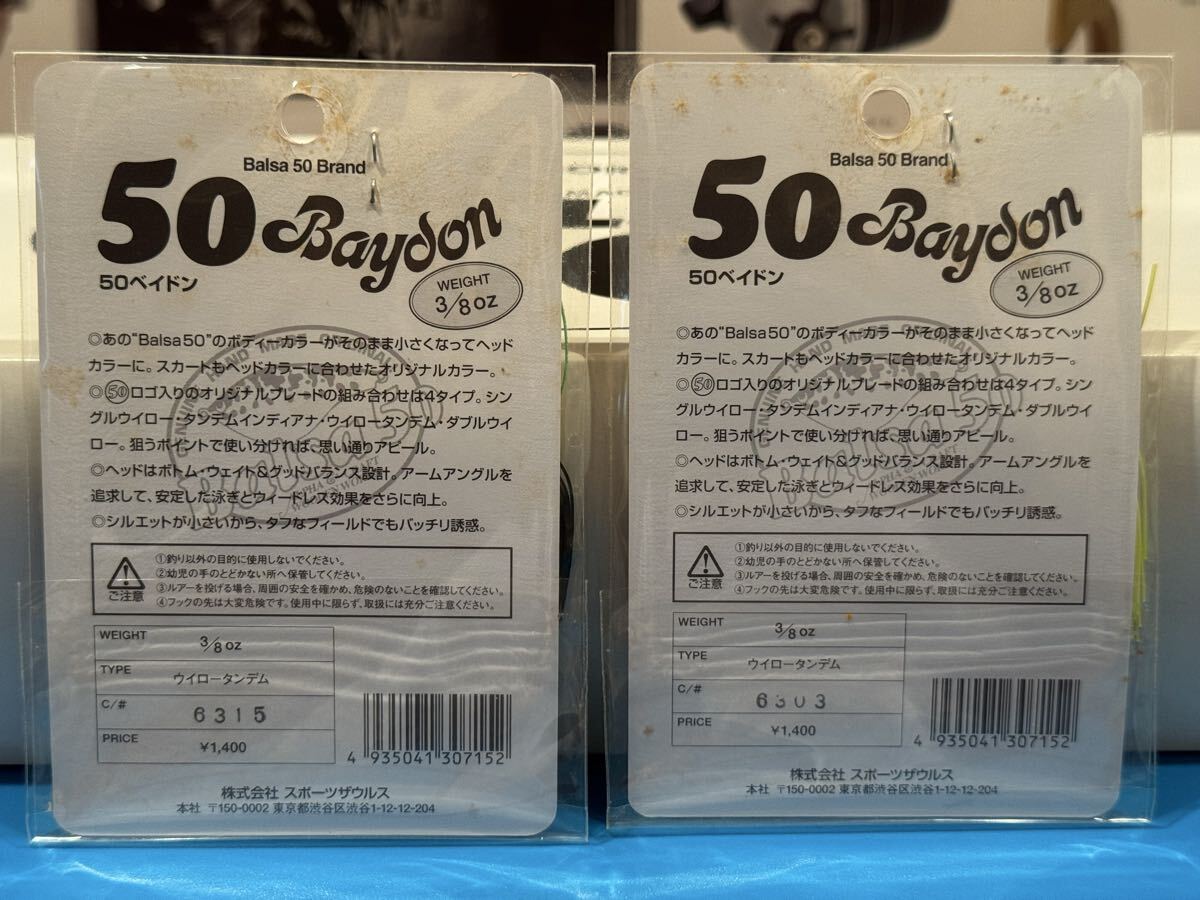 Balsa 50 Brand
50 Baydon
50ベイドン
WEIGHT
3/8 oz
◎あの“Balsa50”のボディーカラーがそのまま小さくなってヘッド
カラーに。スカートもヘッドカラーに合わせたオリジナルカラー。
◎50ロゴ入りのオリジナルブレードの組み合わせは4タイプ。シン
グルウイロー・タンデムインディアナ・ウイロータンデム・ダブルウイ
ロー。狙うポイントで使い分ければ、思い通りアピール。
◎ヘッドはボトム・ウェイト&グッドバランス設計。アームアングルを
追求して、安定した泳ぎとウィードレス効果をさらに向上。
◎シルエットが小さいから、タフなフィールドでもバッチリ誘惑。
ご注意
①釣り以外の目的に使用しないでください。
②幼児の手のとどかない所へ保管してください。
③ルアーを投げる場合、周囲の安全を確かめ、危険のないことを確認してください。
④フックの先は大変危険です。使用中に限らず、取扱には充分ご注意ください。
WEIGHT 3/8 oz
TYPE ウイロータンデム
C/# 6315
PRICE ¥1,400
4 935041 307152
株式会社 スポーツザウルス
本社 〒150-0002 東京都渋谷区渋谷1-12-12-204
Balsa 50 Brand
50 Baydon
50ベイドン
WEIGHT
3/8 oz
◎あの“Balsa50”のボディーカラーがそのまま小さくなってヘッド
カラーに。スカートもヘッドカラーに合わせたオリジナルカラー。
◎50ロゴ入りのオリジナルブレードの組み合わせは4タイプ。シン
グルウイロー・タンデムインディアナ・ウイロータンデム・ダブルウイ
ロー。狙うポイントで使い分ければ、思い通りアピール。
◎ヘッドはボトム・ウェイト&グッドバランス設計。アームアングルを
追求して、安定した泳ぎとウィードレス効果をさらに向上。
◎シルエットが小さいから、タフなフィールドでもバッチリ誘惑。
ご注意
①釣り以外の目的に使用しないでください。
②幼児の手のとどかない所へ保管してください。
③ルアーを投げる場合、周囲の安全を確かめ、危険のないことを確認してください。
④フックの先は大変危険です。使用中に限らず、取扱には充分ご注意ください。
WEIGHT 3/8 oz
TYPE ウイロータンデム
C/# 6303
PRICE ¥1,400
4 935041 307152
株式会社 スポーツザウルス
本社 〒150-0002 東京都渋谷区渋谷1-12-12-204